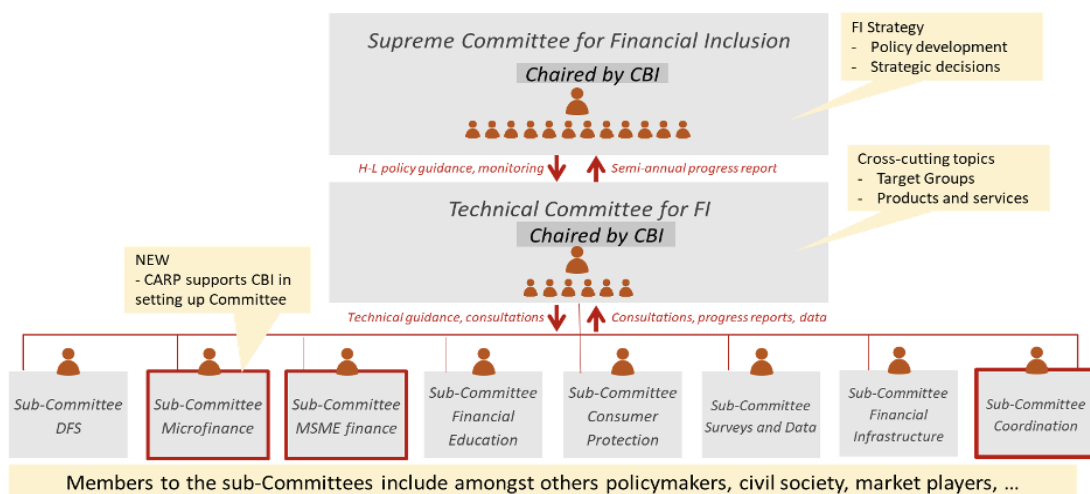 Supreme Committee for Financial Inclusion
Chaired by CBI
FI Strategy
- Policy development
- Strategic decisions
H-L policy guidance, monitoring
Semi-annual progress report
Technical Committee for FI
Chaired by CBI
Cross-cutting topics
- Target Groups
- Products and services
NEW
- CARP supports CBI in
setting up Committee
Technical guidance, consultations
Consultations, progress reports, data
Sub-Committee
DFS
Sub-Committee
Microfinance
Sub-Committee
MSME finance
Sub-Committee
Financial
Education
Sub-Committee
Consumer
Protection
Sub-Committee
Surveys and Data
Sub-Committee
Financial
Infrastructure
Sub-Committee
Coordination
Members to the sub-Committees include amongst others policymakers, civil society, market players, ...